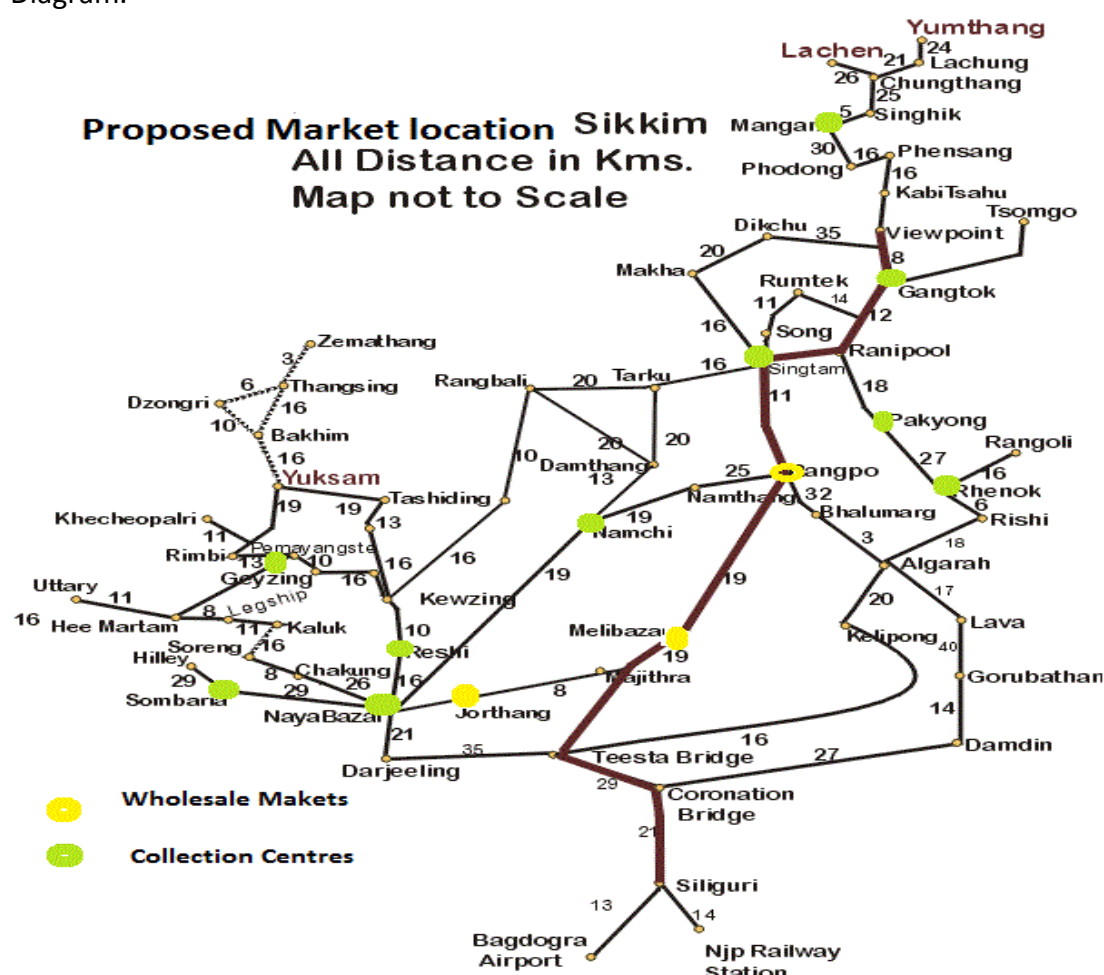 Diagram:
Yumthang
Lachen
24
21
Lachung
26
Chungthang
25
5
Singhik
Proposed Market location Sikkim
Mangan
All Distance in Kms.
30
16
Phensang
Phodong
16
Map not to Scale
KabiTsahu
Tsomgo
Dikchu
35
Viewpoint
20
8
Makha
Rumtek
Gangtok
11
14
12
16
Song
Zemathang
Ranipool
3
16
Singtam
Rangbali
20
Tarku
6
Thangsing
11
18
Dzongri
16
10
Pakyong
Bakhim
20
20
Rangoli
16
10
Damthang
25
27
Yuksam
13
16
Rhenok
Namthang
32
19
19
Tashiding
6
Khecheopalri
13
19
Bhalumarg
Rishi
Namchi
11
18
Rimbi
Pemayangste
3
13
10
16
16
Algarah
Geyzing
16
19
19
17
Uttary
11
20
Legship
Kewzing
16
8
Hee Martam
11
Kaluk
10
Lava
Melibazar
Kelipong
16
40
Soreng
Reshi
19
Hilley
8
Chakung
Majithra
Gorubathan
29
26
16
29
8
Sombaria
NayaBazar
Jorthang
14
21
16
35
Teesta Bridge
27
Damdin
Darjeeling
29
Wholesale Makets
Coronation
Bridge
21
Collection Centres
Siliguri
13
14
Bagdogra
Airport
Njp Railway
Station